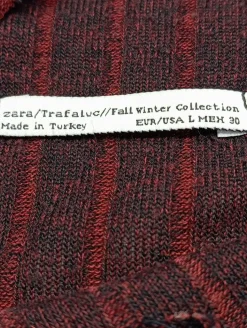 zara/Trafaluc//Fall Winter Collection
Made in Turkey EUR/USA L MEX 30